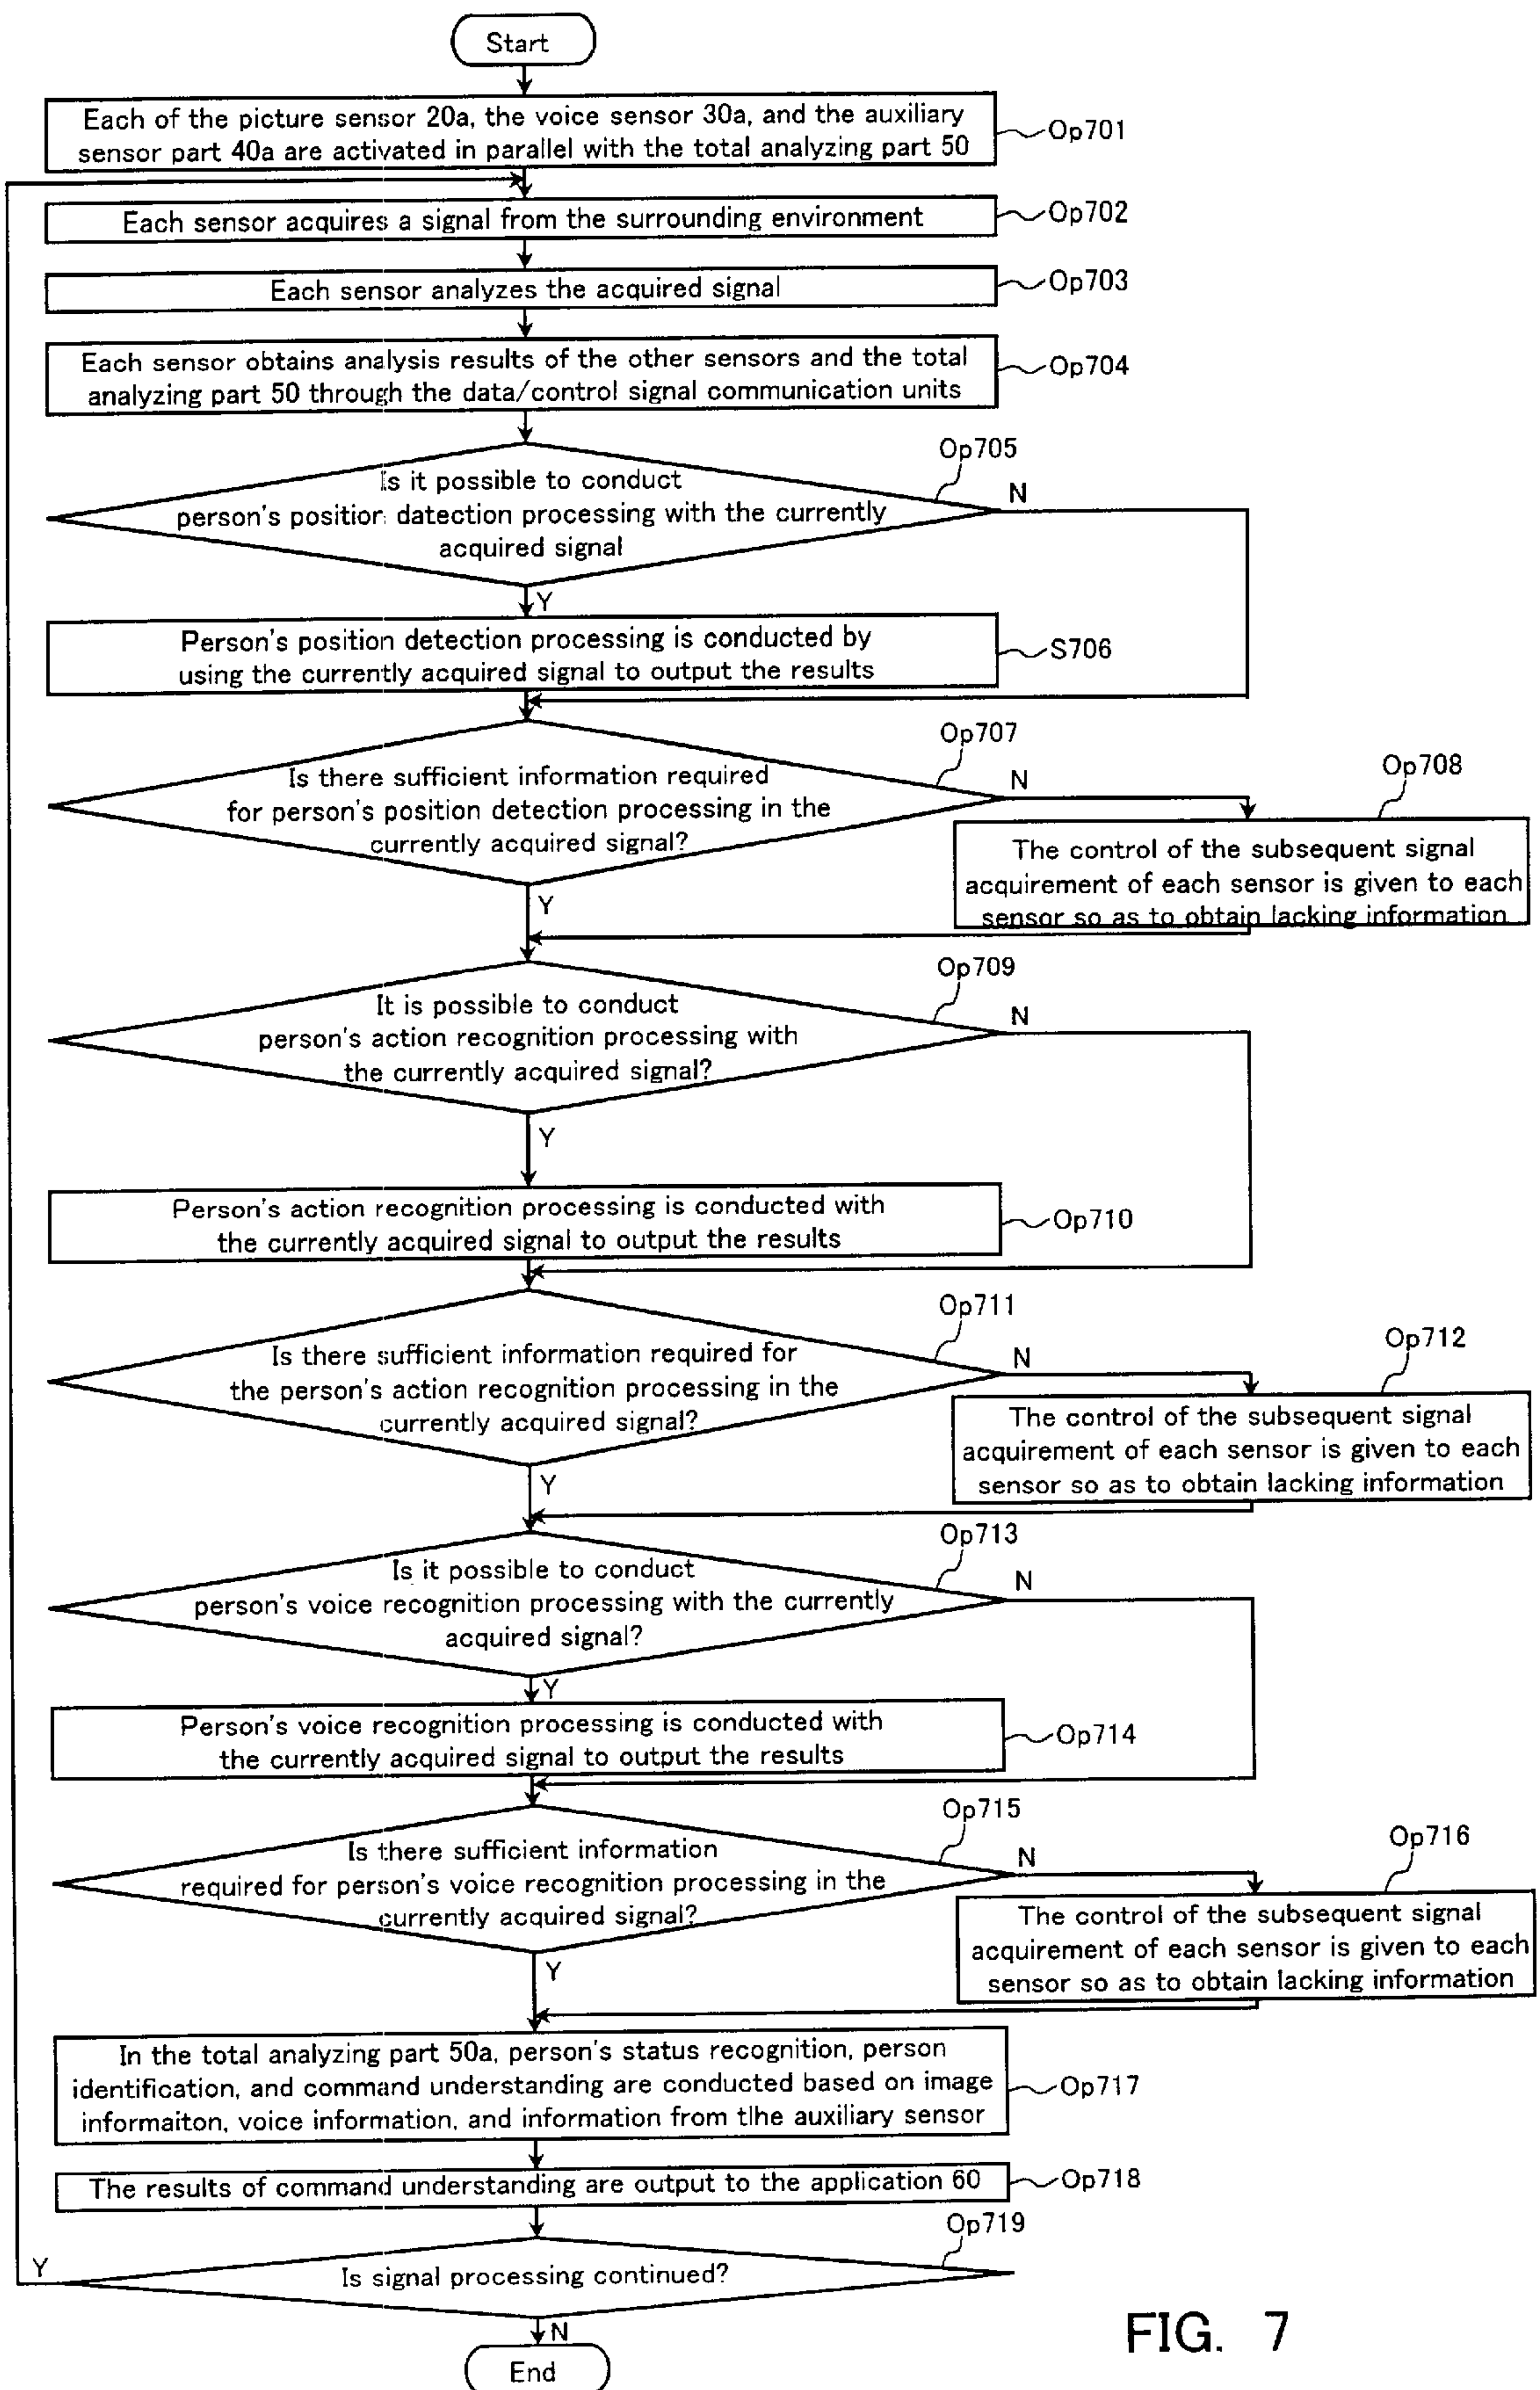 Start
Each of the picture sensor 20a, the voice sensor 30a, and the auxiliary
sensor part 40a are activated in parallel with the total analyzing part 50
Op701
Each sensor acquires a signal from the surrounding environment
Op702
Each sensor analyzes the acquired signal
Op703
Each sensor obtains analysis results of the other sensors and the total
analyzing part 50 through the data/control signal communication units
Op704
Op705
Is it possible to conduct
person's position datection processing with the currently
acquired signal
N
Y
Person's position detection processing is conducted by
using the currently acquired signal to output the results
S706
Op707
Is there sufficient information required
for person's position detection processing in the
currently acquired signal?
N
Y
Op708
The control of the subsequent signal
acquirement of each sensor is given to each
sensor so as to obtain lacking information
Op709
It is possible to conduct
person's action recognition processing with
the currently acquired signal?
N
Y
Person's action recognition processing is conducted with
the currently acquired signal to output the results
Op710
Op711
Is there sufficient information required for
the person's action recognition processing in the
currently acquired signal?
N
Y
Op712
The control of the subsequent signal
acquirement of each sensor is given to each
sensor so as to obtain lacking information
Op713
Is it possible to conduct
person's voice recognition processing with the currently
acquired signal?
N
Y
Person's voice recognition processing is conducted with
the currently acquired signal to output the results
Op714
Op715
Is there sufficient information
required for person's voice recognition processing in the
currently acquired signal?
N
Y
Op716
The control of the subsequent signal
acquirement of each sensor is given to each
sensor so as to obtain lacking information
In the total analyzing part 50a, person's status recognition, person
identification, and command understanding are conducted based on image
informaiton, voice information, and information from tlhe auxiliary sensor
Op717
The results of command understanding are output to the application 60
Op718
Op719
Is signal processing continued?
Y
N
End
FIG. 7